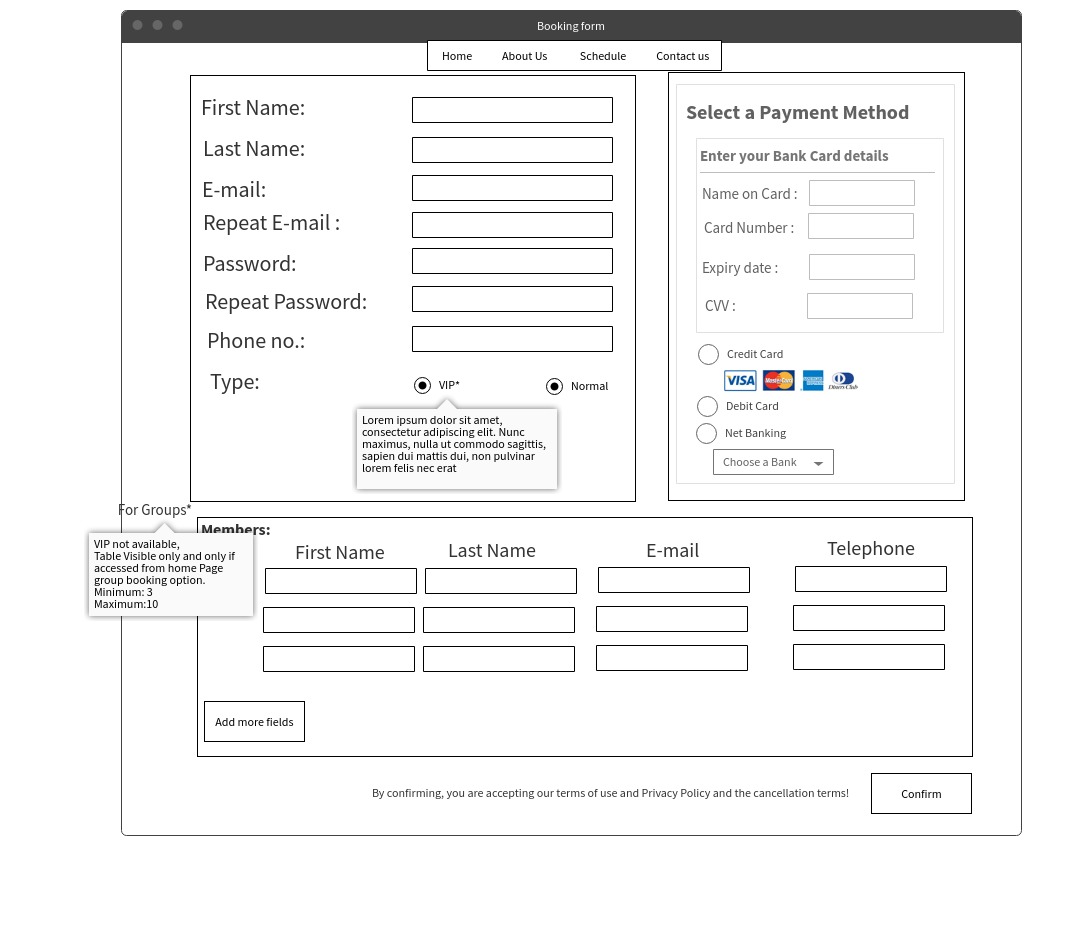 Booking form
Home About Us Schedule Contact us
First Name:
Last Name:
E-mail:
Repeat E-mail :
Password:
Repeat Password:
Phone no.:
Type:
VIP* Normal
Lorem ipsum dolor sit amet,
consectetur adipiscing elit. Nunc
maximus, nulla ut commodo sagittis,
sapien dui mattis dui, non pulvinar
lorem felis nec erat
Select a Payment Method
Enter your Bank Card details
Name on Card :
Card Number :
Expiry date :
CVV :
Credit Card
VISA MasterCard AMERICAN EXPRESS Diners Club
Debit Card
Net Banking
Choose a Bank
For Groups*
VIP not available,
Table Visible only and only if
accessed from home Page
group booking option.
Minimum: 3
Maximum:10
Members:
First Name Last Name E-mail Telephone
Add more fields
By confirming, you are accepting our terms of use and Privacy Policy and the cancellation terms!
Confirm